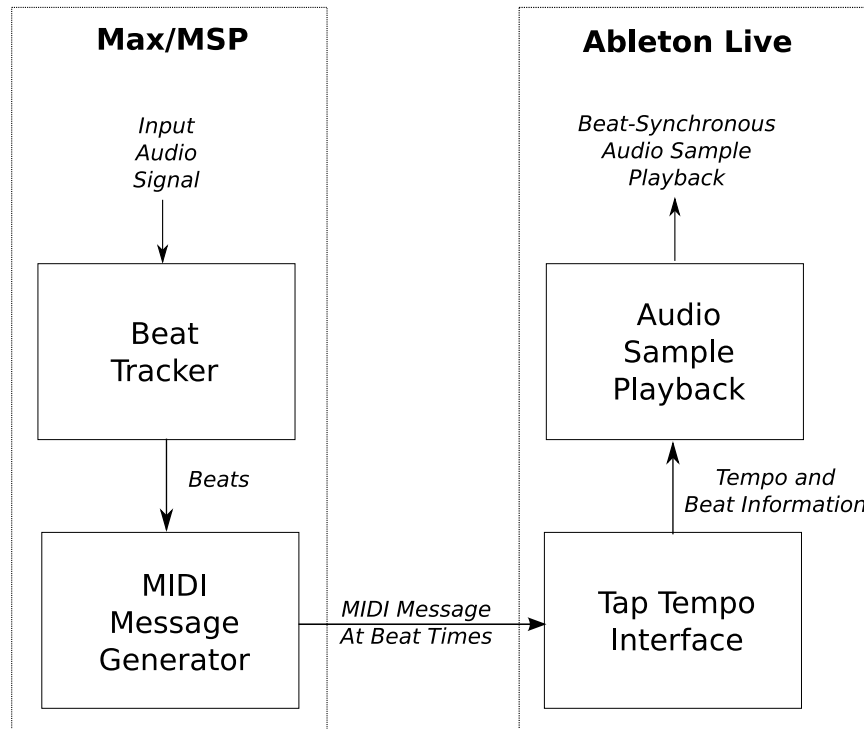 Max/MSP
Input
Audio
Signal
Beat
Tracker
Beats
MIDI
Message
Generator
MIDI Message
At Beat Times
Ableton Live
Beat-Synchronous
Audio Sample
Playback
Audio
Sample
Playback
Tempo and
Beat Information
Tap Tempo
Interface